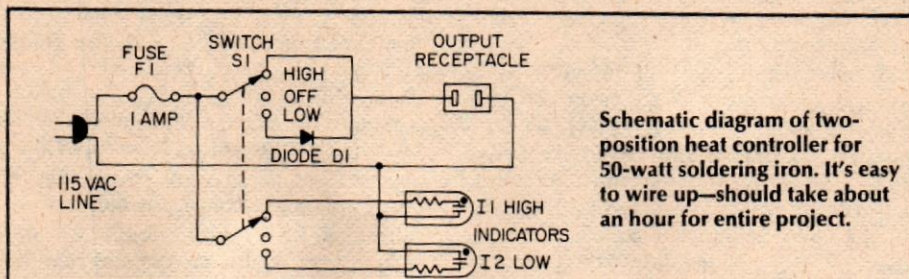 FUSE
F1
1 AMP
SWITCH
S1
HIGH
OFF
LOW
DIODE D1
OUTPUT
RECEPTACLE
115 VAC
LINE
I1 HIGH
INDICATORS
I2 LOW
Schematic diagram of two-
position heat controller for
50-watt soldering iron. It's easy
to wire up—should take about
an hour for entire project.